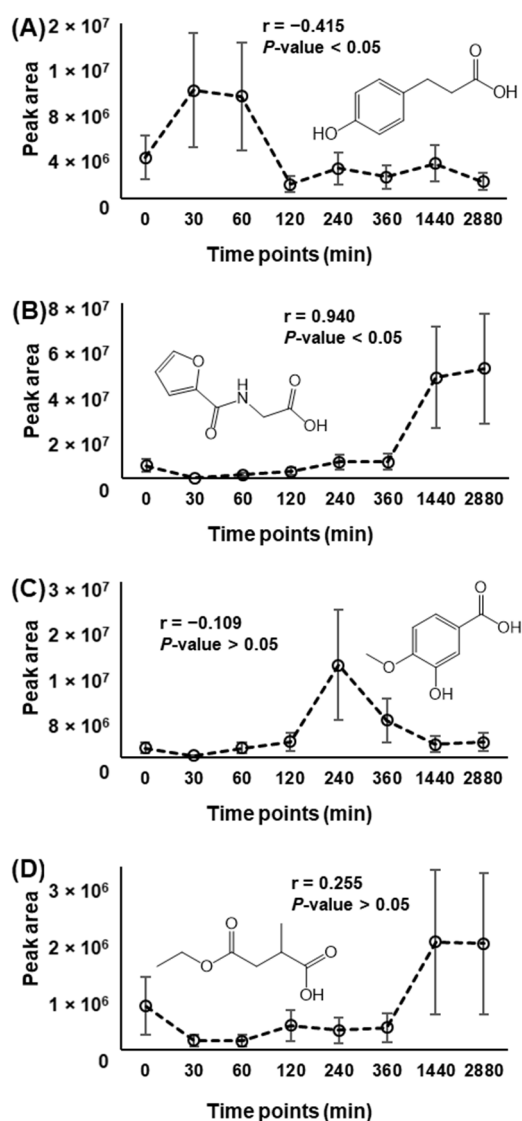 (A)
Peak area
2 × 10⁷
1 × 10⁷
8 × 10⁶
4 × 10⁶
0
r = −0.415
P-value < 0.05
O
OH
HO
0 30 60 120 240 360 1440 2880
Time points (min)
(B)
Peak area
8 × 10⁷
6 × 10⁷
4 × 10⁷
2 × 10⁷
0
r = 0.940
P-value < 0.05
O
H
N
O
O
OH
0 30 60 120 240 360 1440 2880
Time points (min)
(C)
Peak area
3 × 10⁷
2 × 10⁷
1 × 10⁷
8 × 10⁶
0
r = −0.109
P-value > 0.05
O
OH
O
OH
0 30 60 120 240 360 1440 2880
Time points (min)
(D)
Peak area
3 × 10⁶
2 × 10⁶
1 × 10⁶
0
r = 0.255
P-value > 0.05
O
O
O
OH
0 30 60 120 240 360 1440 2880
Time points (min)